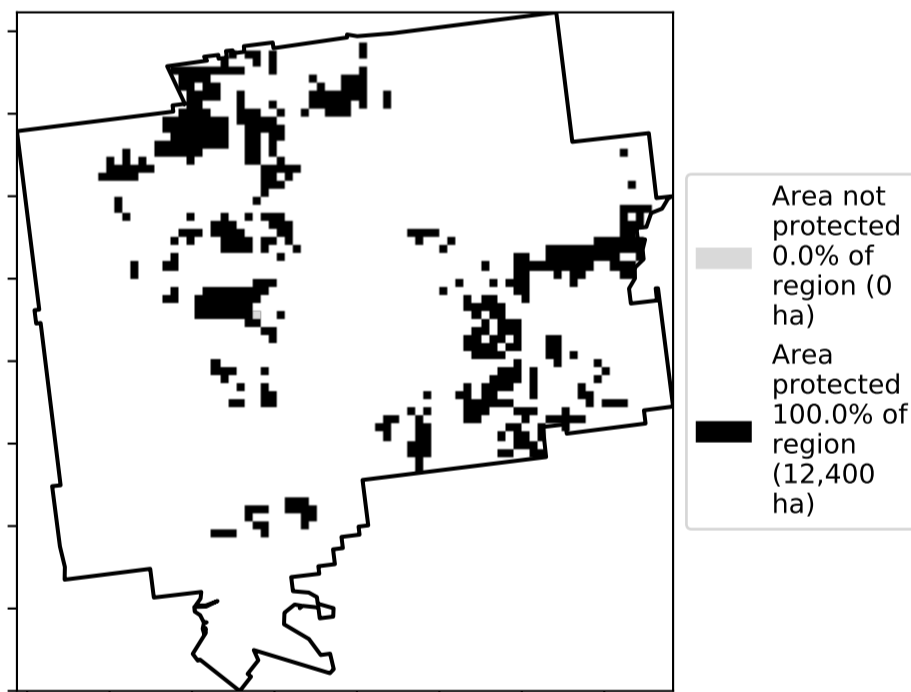 Area not
protected
0.0% of
region (0
ha)
Area
protected
100.0% of
region
(12,400
ha)